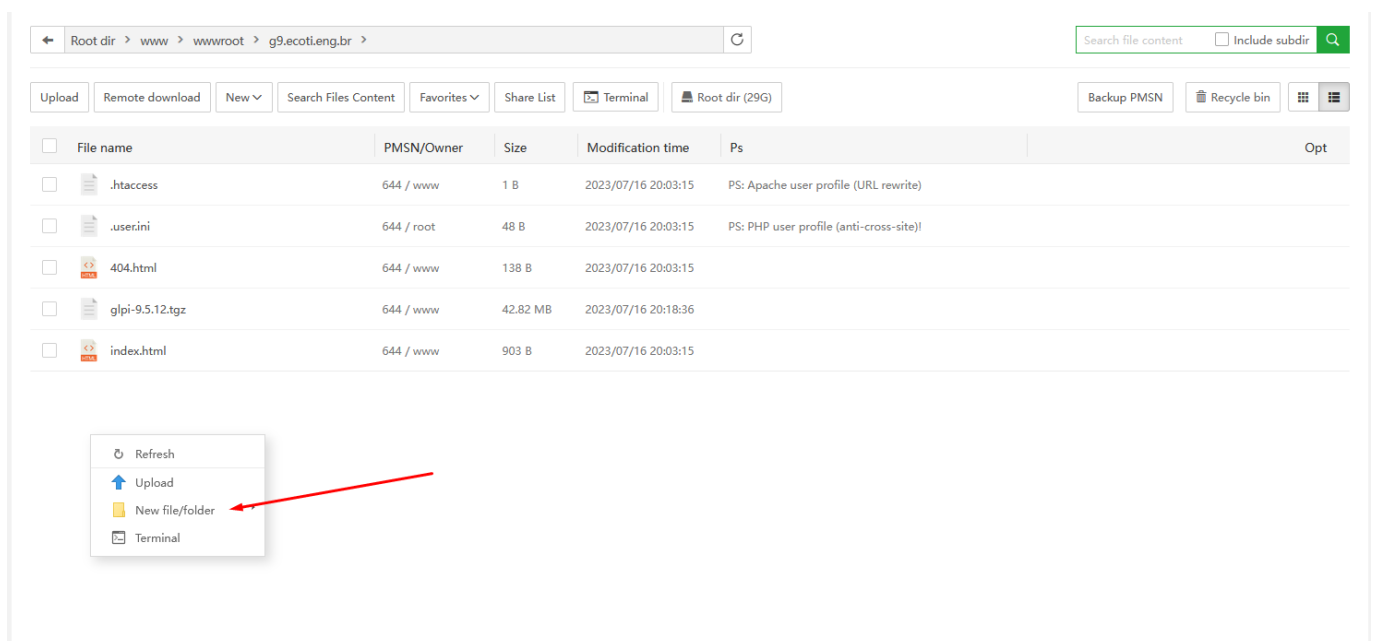 Root dir > www > wwwroot > g9.ecoti.eng.br >
Search file content Include subdir
Upload Remote download New Search Files Content Favorites Share List Terminal Root dir (29G) Backup PMSN Recycle bin
File name PMSN/Owner Size Modification time Ps Opt
.htaccess 644 / www 1 B 2023/07/16 20:03:15 PS: Apache user profile (URL rewrite)
.user.ini 644 / root 48 B 2023/07/16 20:03:15 PS: PHP user profile (anti-cross-site)!
HTML 404.html 644 / www 138 B 2023/07/16 20:03:15
glpi-9.5.12.tgz 644 / www 42.82 MB 2023/07/16 20:18:36
HTML index.html 644 / www 903 B 2023/07/16 20:03:15
Refresh
Upload
New file/folder
Terminal